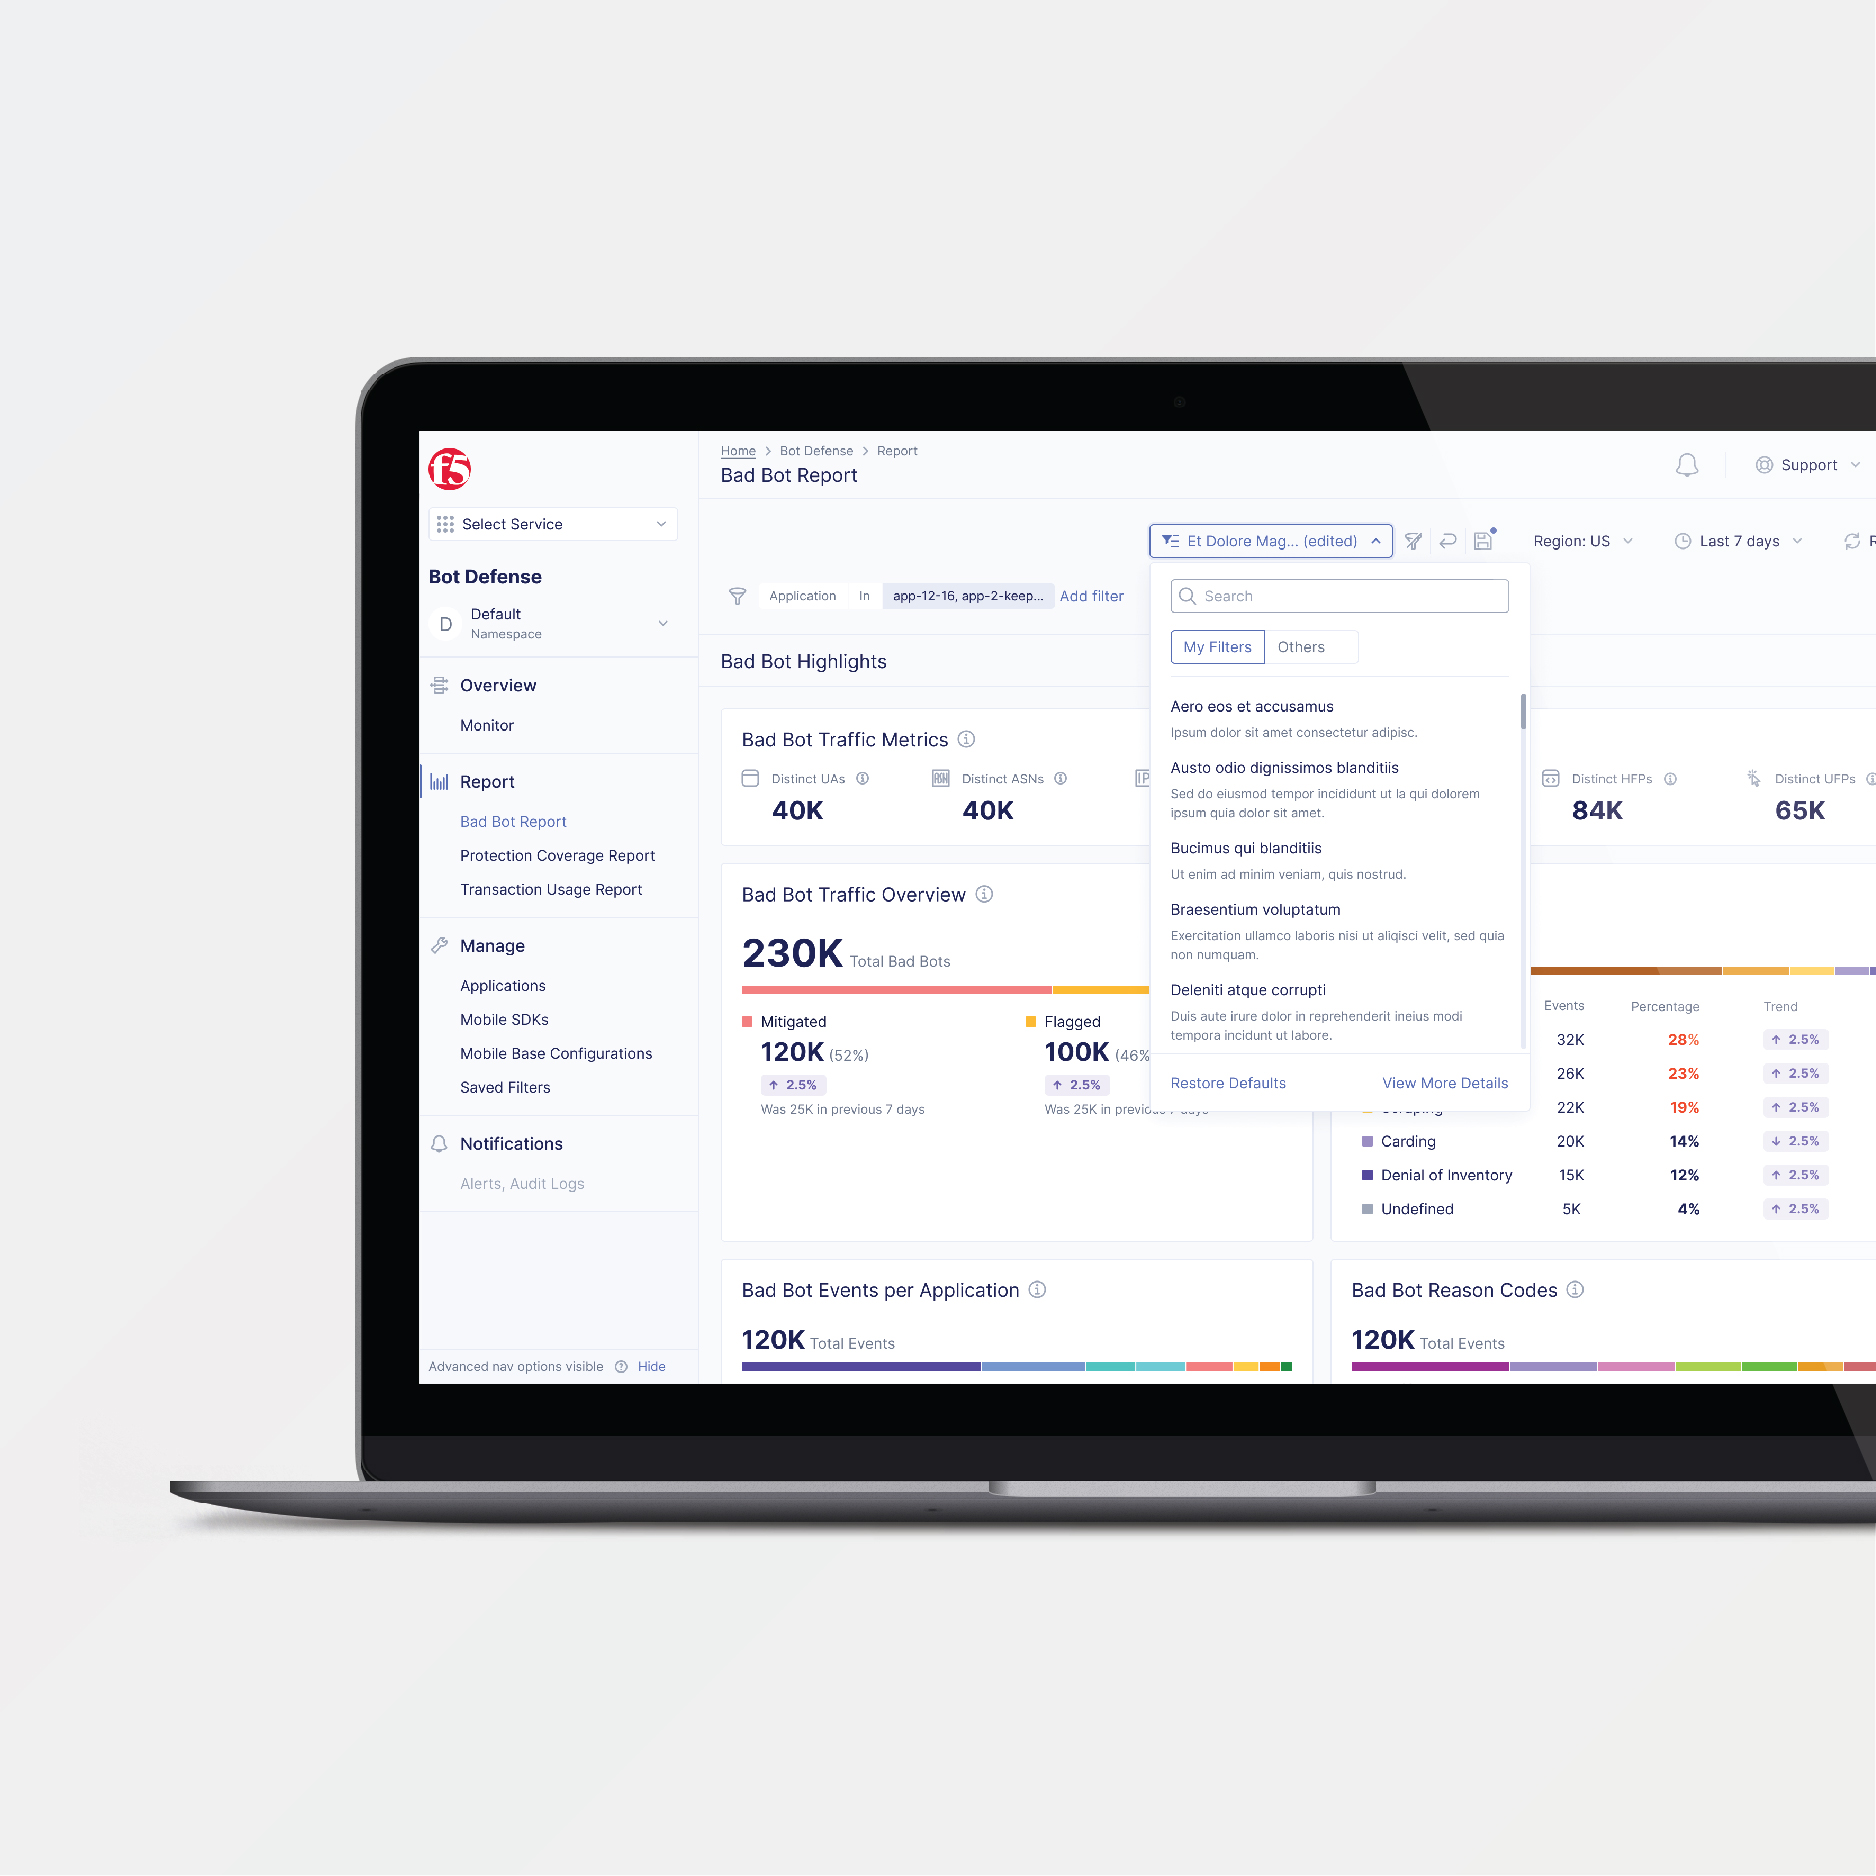 f5
Select Service
Bot Defense
D
Default
Namespace
Overview
Monitor
Report
Bad Bot Report
Protection Coverage Report
Transaction Usage Report
Manage
Applications
Mobile SDKs
Mobile Base Configurations
Saved Filters
Notifications
Alerts, Audit Logs
Advanced nav options visible Hide
Home > Bot Defense > Report
Bad Bot Report
Support
Et Dolore Mag... (edited)
Region: US
Last 7 days
R
Application In app-12-16, app-2-keep... Add filter
Search
My Filters Others
Aero eos et accusamus
Ipsum dolor sit amet consectetur adipisc.
Austo odio dignissimos blanditiis
Sed do eiusmod tempor incididunt ut la qui dolorem
ipsum quia dolor sit amet.
Bucimus qui blanditiis
Ut enim ad minim veniam, quis nostrud.
Braesentium voluptatum
Exercitation ullamco laboris nisi ut aliqisci velit, sed quia
non numquam.
Deleniti atque corrupti
Duis aute irure dolor in reprehenderit ineius modi
tempora incidunt ut labore.
Restore Defaults View More Details
Bad Bot Highlights
Bad Bot Traffic Metrics
Distinct UAs
40K
ASN
Distinct ASNs
40K
IP
Distinct HFPs
84K
Distinct UFPs
65K
Bad Bot Traffic Overview
230K Total Bad Bots
Mitigated
120K (52%)
↑ 2.5%
Was 25K in previous 7 days
Flagged
100K (46%
↑ 2.5%
Was 25K in previous 7 days
Events Percentage Trend
32K 28% ↑ 2.5%
26K 23% ↑ 2.5%
Scraping 22K 19% ↑ 2.5%
Carding 20K 14% ↓ 2.5%
Denial of Inventory 15K 12% ↑ 2.5%
Undefined 5K 4% ↑ 2.5%
Bad Bot Events per Application
120K Total Events
Bad Bot Reason Codes
120K Total Events